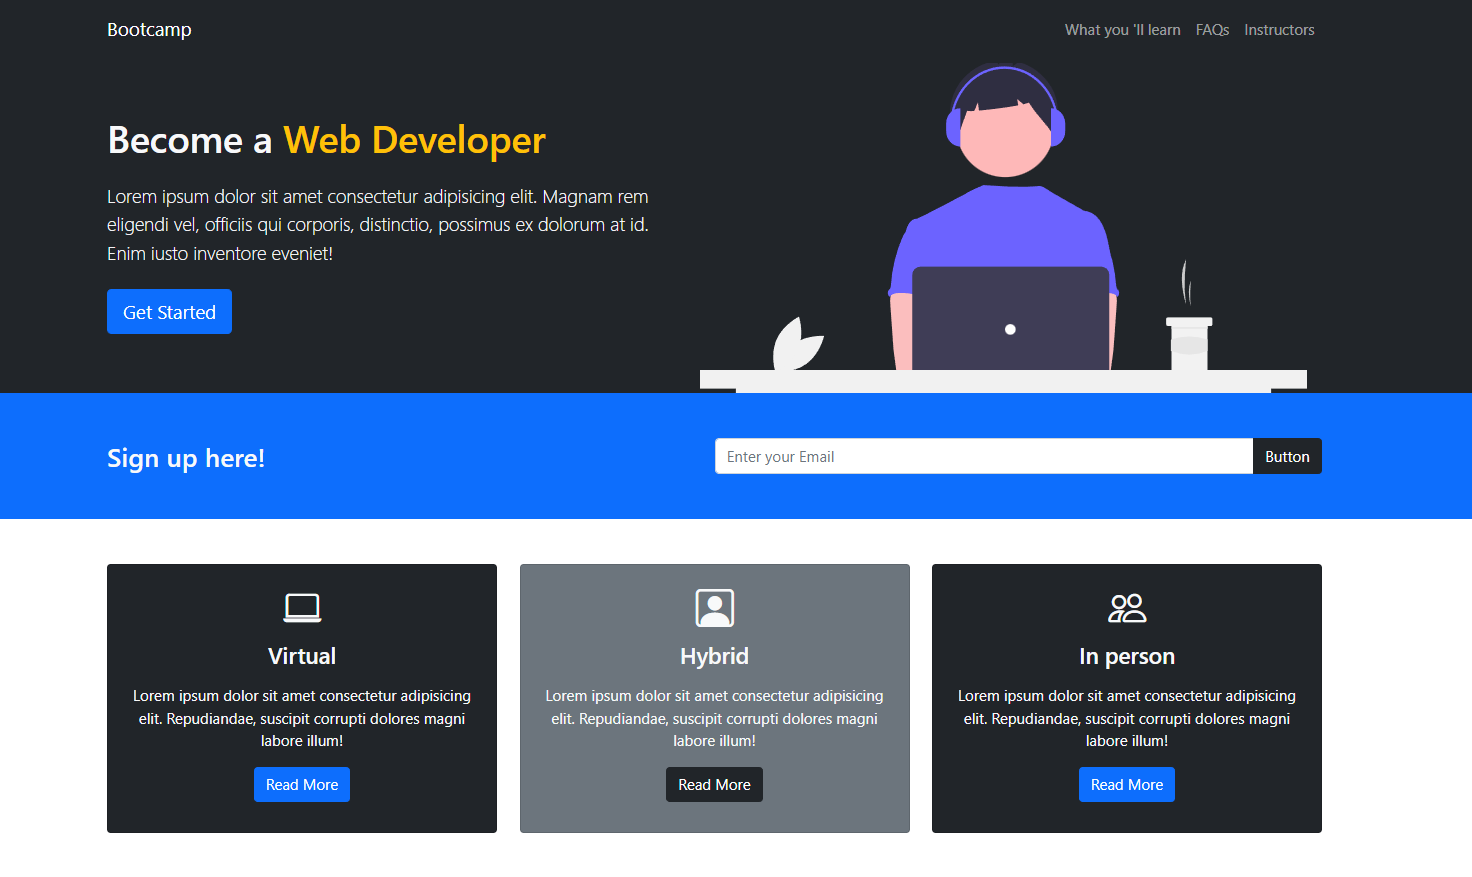 Bootcamp
What you 'll learn FAQs Instructors
Become a Web Developer
Lorem ipsum dolor sit amet consectetur adipisicing elit. Magnam rem
eligendi vel, officiis qui corporis, distinctio, possimus ex dolorum at id.
Enim iusto inventore eveniet!
Get Started
Sign up here!
Enter your Email
Button
Virtual
Lorem ipsum dolor sit amet consectetur adipisicing
elit. Repudiandae, suscipit corrupti dolores magni
labore illum!
Read More
Hybrid
Lorem ipsum dolor sit amet consectetur adipisicing
elit. Repudiandae, suscipit corrupti dolores magni
labore illum!
Read More
In person
Lorem ipsum dolor sit amet consectetur adipisicing
elit. Repudiandae, suscipit corrupti dolores magni
labore illum!
Read More